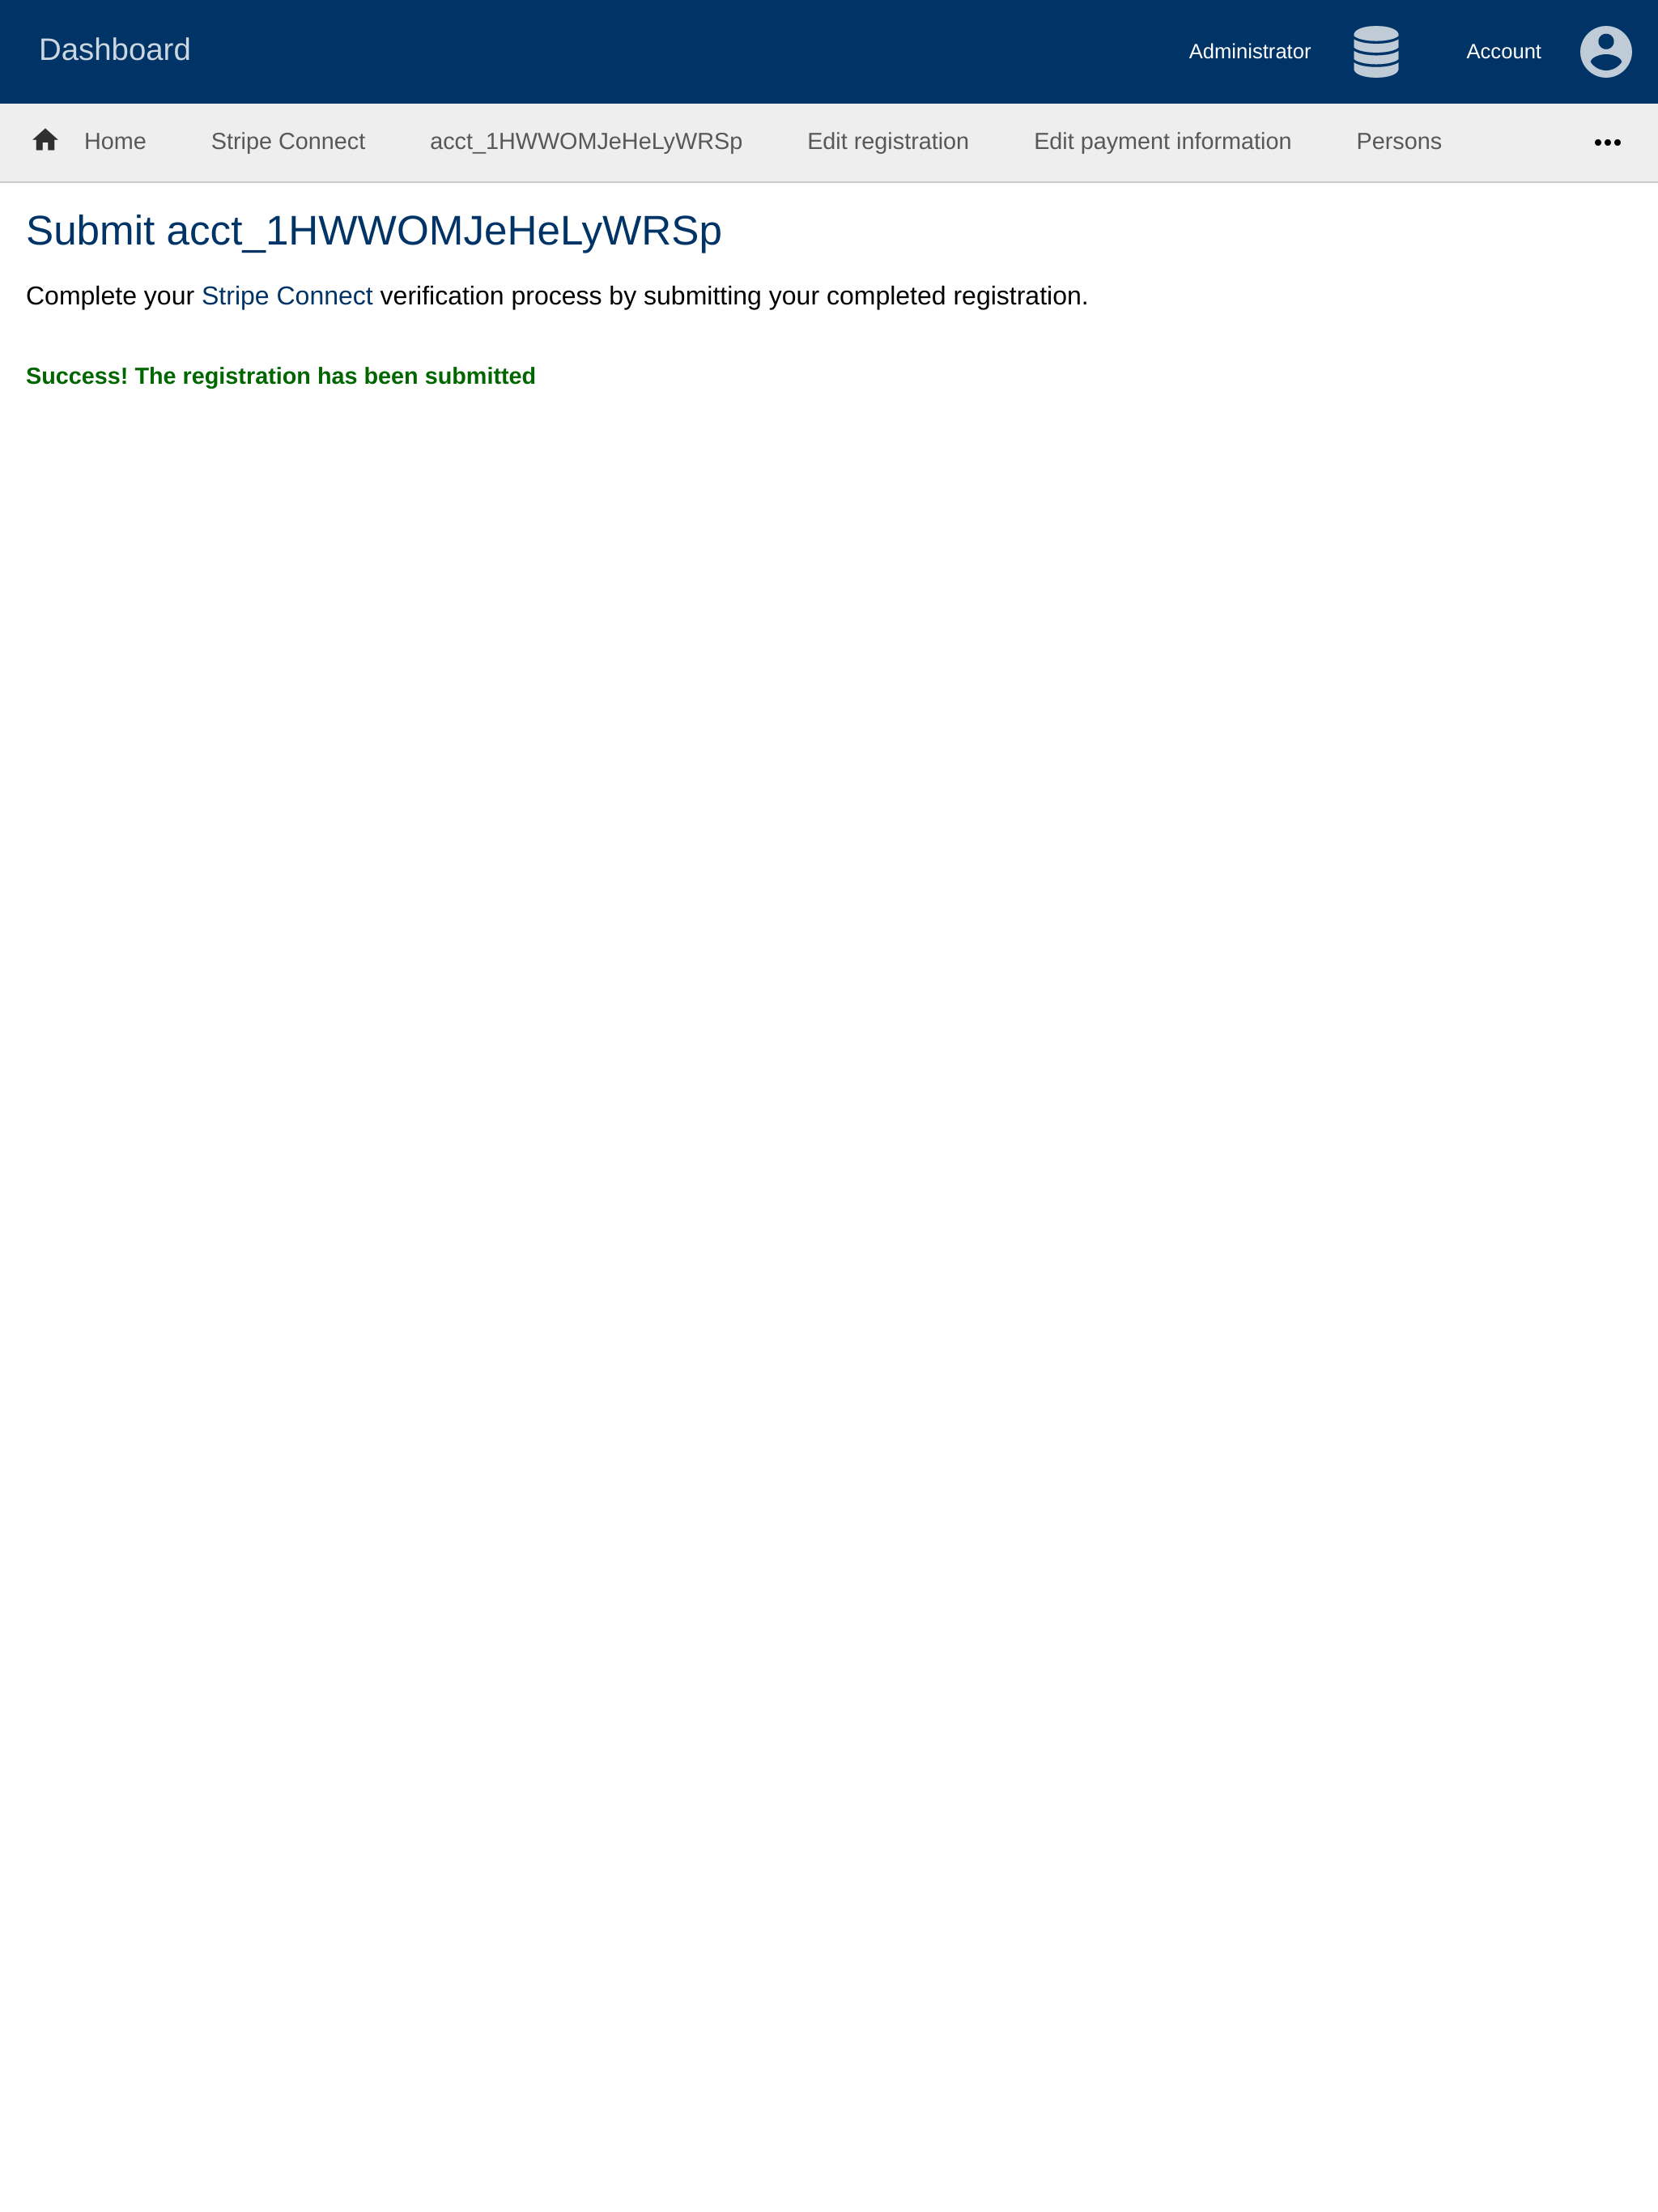 Dashboard Administrator Account
Home Stripe Connect acct_1HWWOMJeHeLyWRSp Edit registration Edit payment information Persons
Submit acct_1HWWOMJeHeLyWRSp
Complete your Stripe Connect verification process by submitting your completed registration.
Success! The registration has been submitted